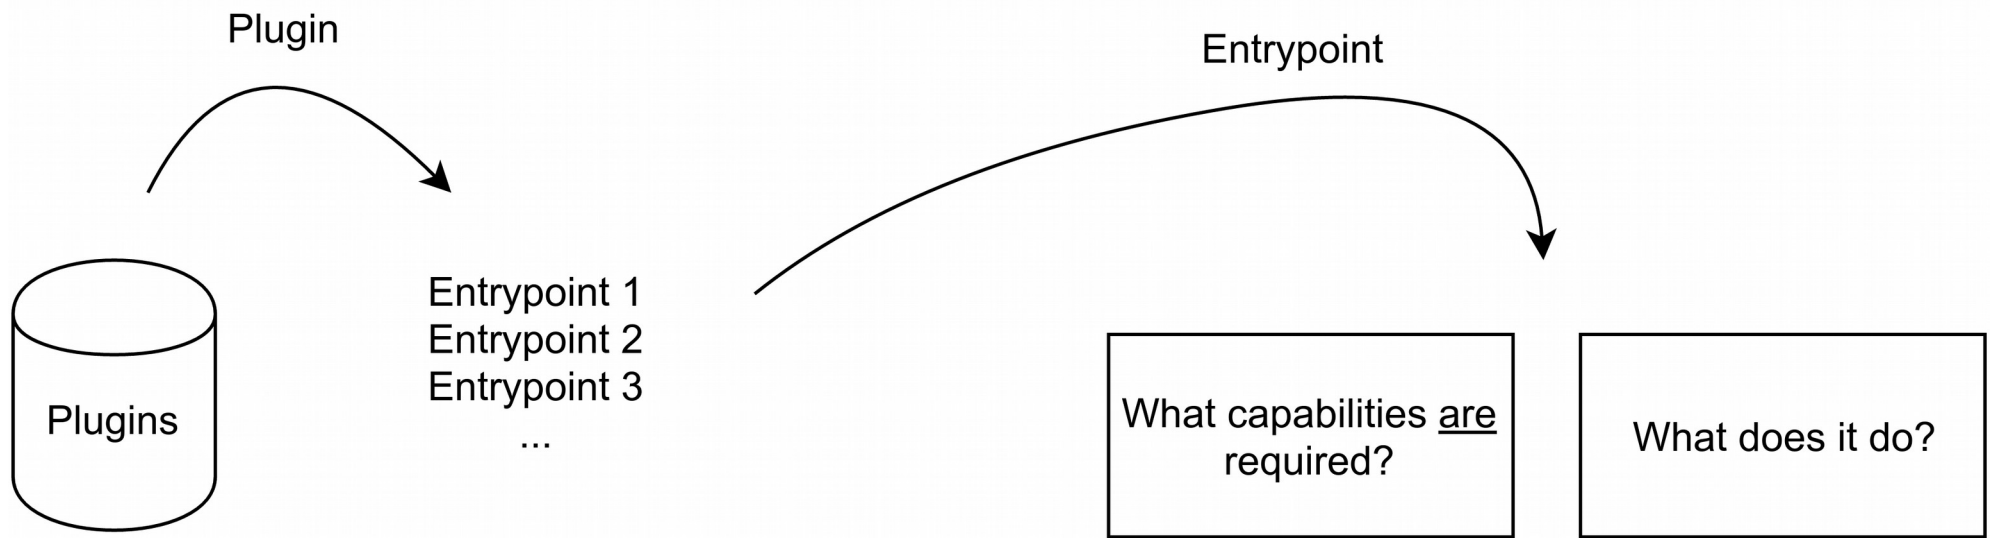 Plugin
Entrypoint
Plugins
Entrypoint 1
Entrypoint 2
Entrypoint 3
...
What capabilities are
required?
What does it do?